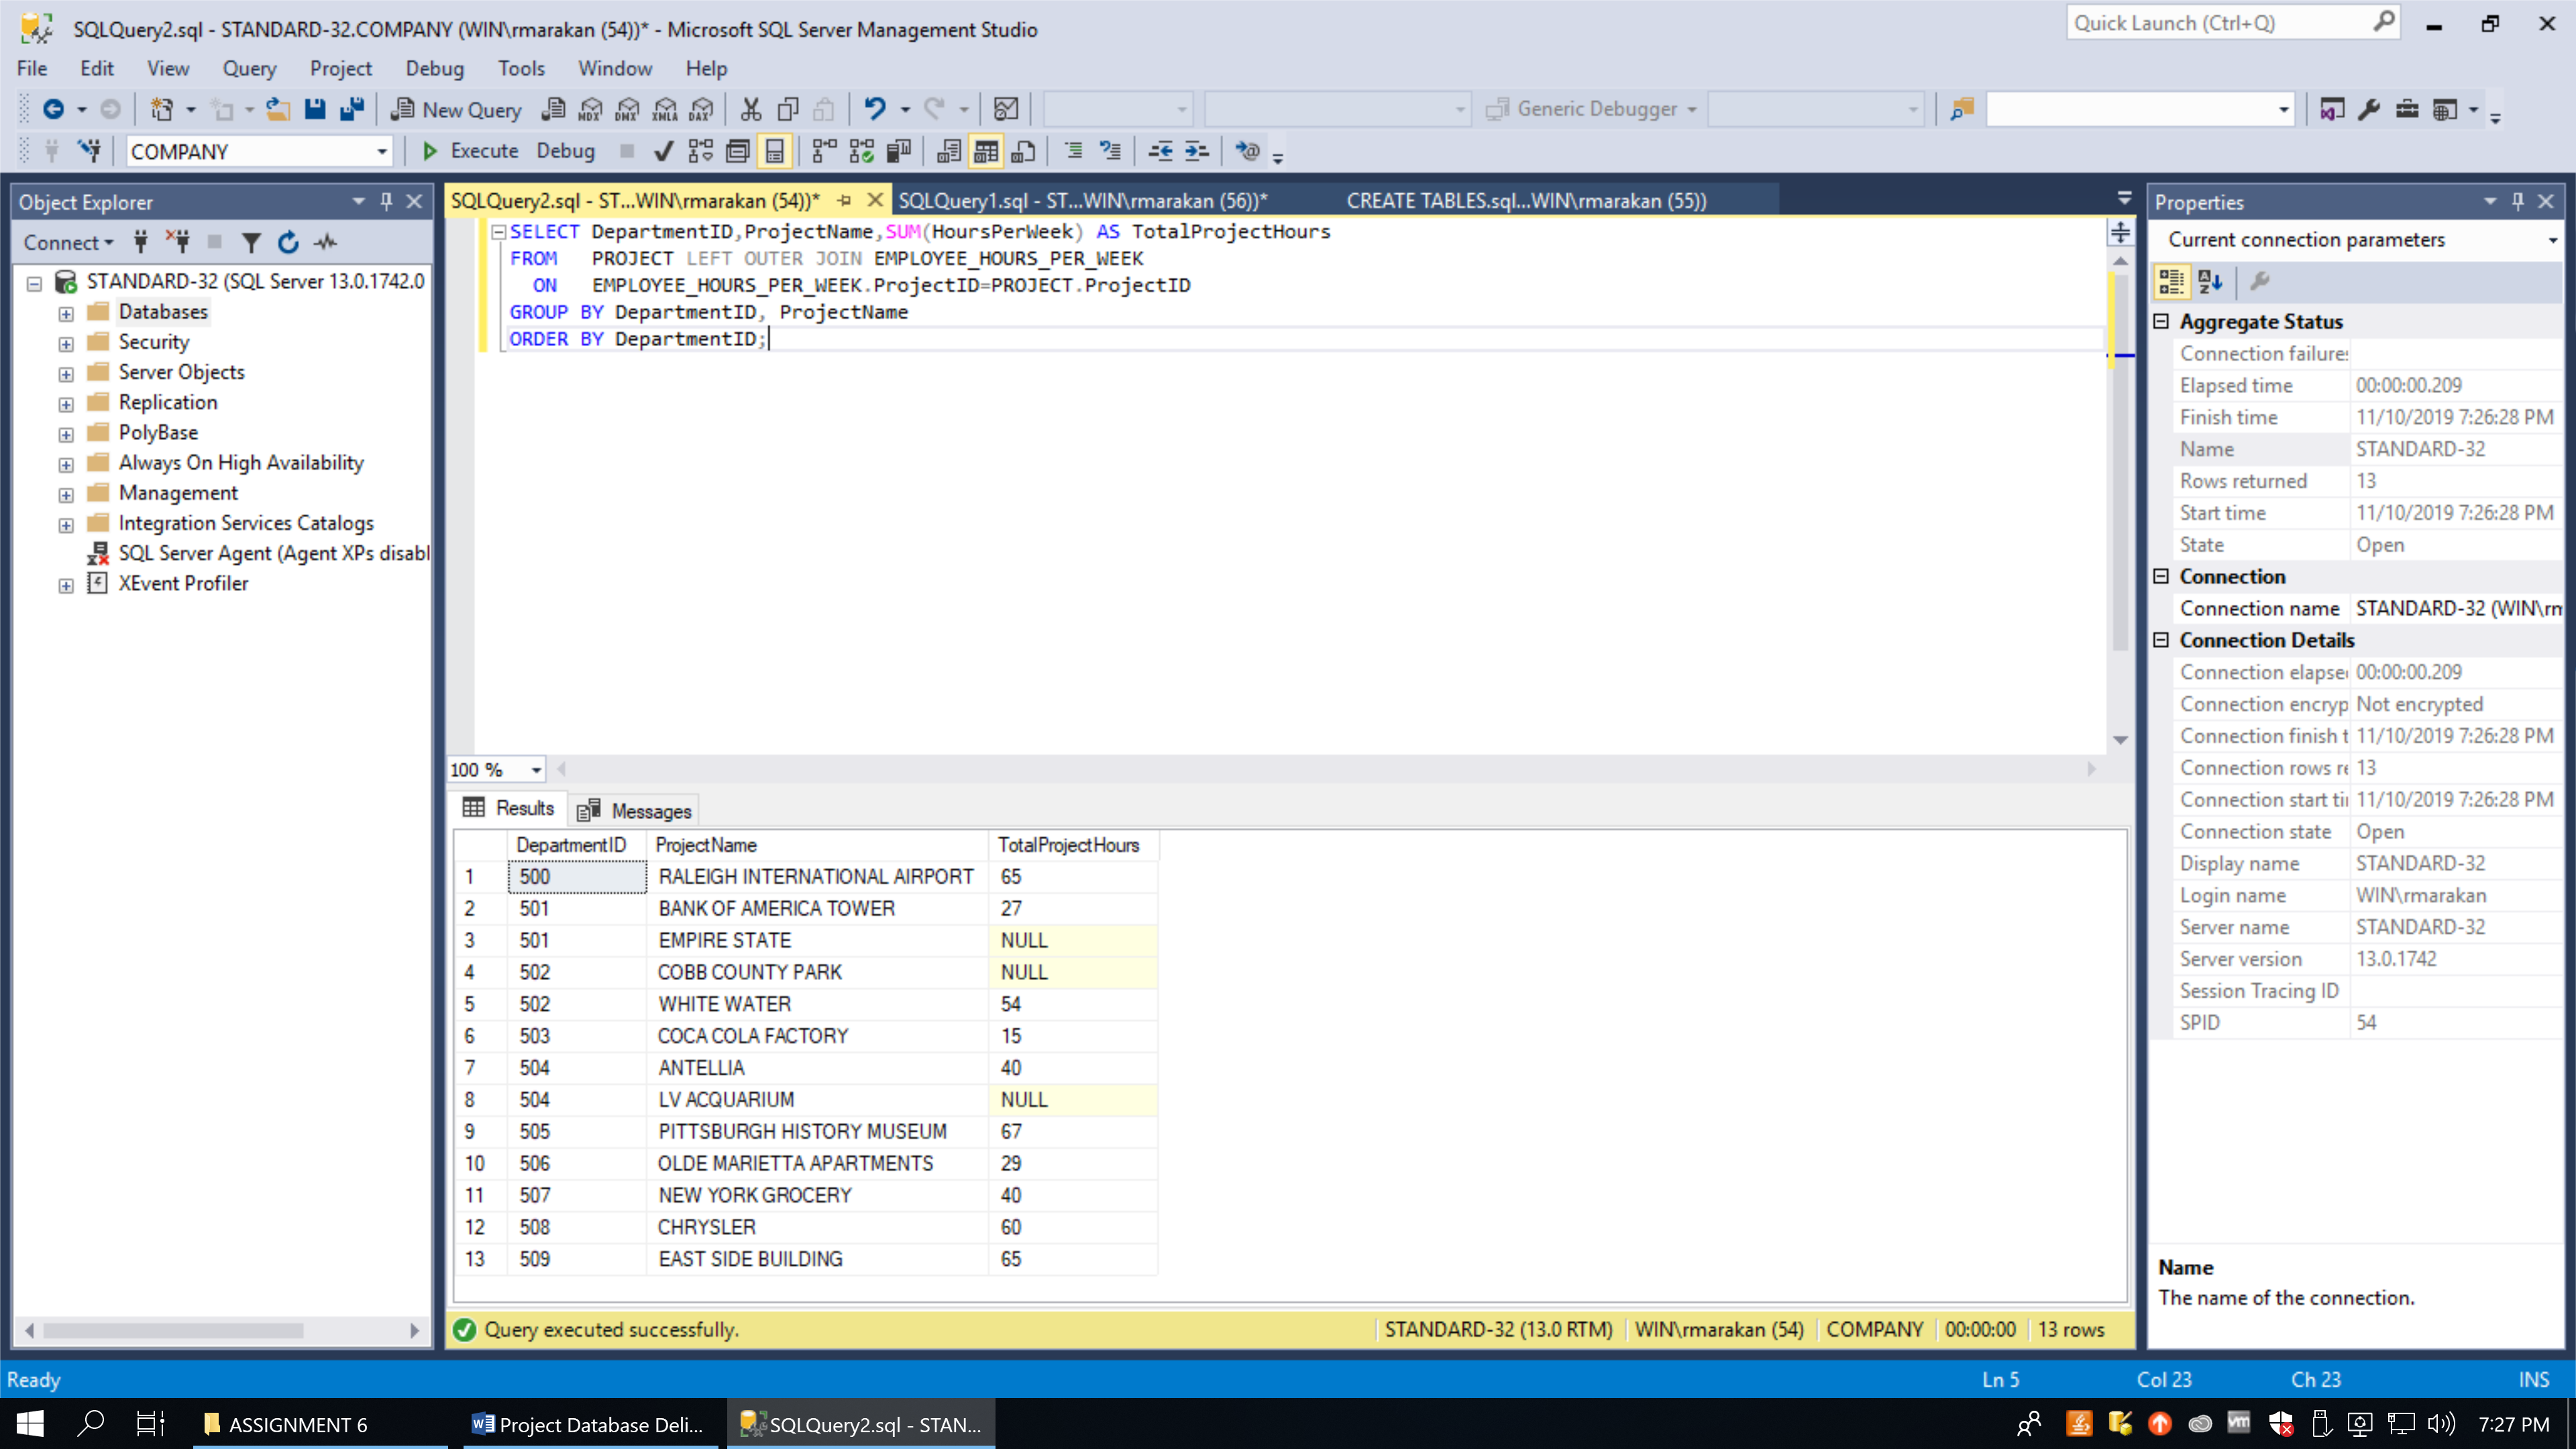 SQLQuery2.sql - STANDARD-32.COMPANY (WIN\rmarakan (54))* - Microsoft SQL Server Management Studio
Quick Launch (Ctrl+Q)
File Edit View Query Project Debug Tools Window Help
New Query MDX DMX XMLA DAX Generic Debugger
COMPANY Execute Debug
Object Explorer
Connect
STANDARD-32 (SQL Server 13.0.1742.0
Databases
Security
Server Objects
Replication
PolyBase
Always On High Availability
Management
Integration Services Catalogs
SQL Server Agent (Agent XPs disabl
XEvent Profiler
SQLQuery2.sql - ST...WIN\rmarakan (54))* SQLQuery1.sql - ST...WIN\rmarakan (56))* CREATE TABLES.sql...WIN\rmarakan (55))
SELECT DepartmentID,ProjectName,SUM(HoursPerWeek) AS TotalProjectHours
FROM PROJECT LEFT OUTER JOIN EMPLOYEE_HOURS_PER_WEEK
ON EMPLOYEE_HOURS_PER_WEEK.ProjectID=PROJECT.ProjectID
GROUP BY DepartmentID, ProjectName
ORDER BY DepartmentID;
100 %
Results Messages
DepartmentID ProjectName TotalProjectHours
1 500 RALEIGH INTERNATIONAL AIRPORT 65
2 501 BANK OF AMERICA TOWER 27
3 501 EMPIRE STATE NULL
4 502 COBB COUNTY PARK NULL
5 502 WHITE WATER 54
6 503 COCA COLA FACTORY 15
7 504 ANTELLIA 40
8 504 LV ACQUARIUM NULL
9 505 PITTSBURGH HISTORY MUSEUM 67
10 506 OLDE MARIETTA APARTMENTS 29
11 507 NEW YORK GROCERY 40
12 508 CHRYSLER 60
13 509 EAST SIDE BUILDING 65
Query executed successfully. STANDARD-32 (13.0 RTM) WIN\rmarakan (54) COMPANY 00:00:00 13 rows
Properties
Current connection parameters
Aggregate Status
Connection failures
Elapsed time 00:00:00.209
Finish time 11/10/2019 7:26:28 PM
Name STANDARD-32
Rows returned 13
Start time 11/10/2019 7:26:28 PM
State Open
Connection
Connection name STANDARD-32 (WIN\rm
Connection Details
Connection elapse 00:00:00.209
Connection encryp Not encrypted
Connection finish t 11/10/2019 7:26:28 PM
Connection rows re 13
Connection start ti 11/10/2019 7:26:28 PM
Connection state Open
Display name STANDARD-32
Login name WIN\rmarakan
Server name STANDARD-32
Server version 13.0.1742
Session Tracing ID
SPID 54
Name
The name of the connection.
Ready Ln 5 Col 23 Ch 23 INS
ASSIGNMENT 6 Project Database Deli... SQLQuery2.sql - STAN... vm 7:27 PM